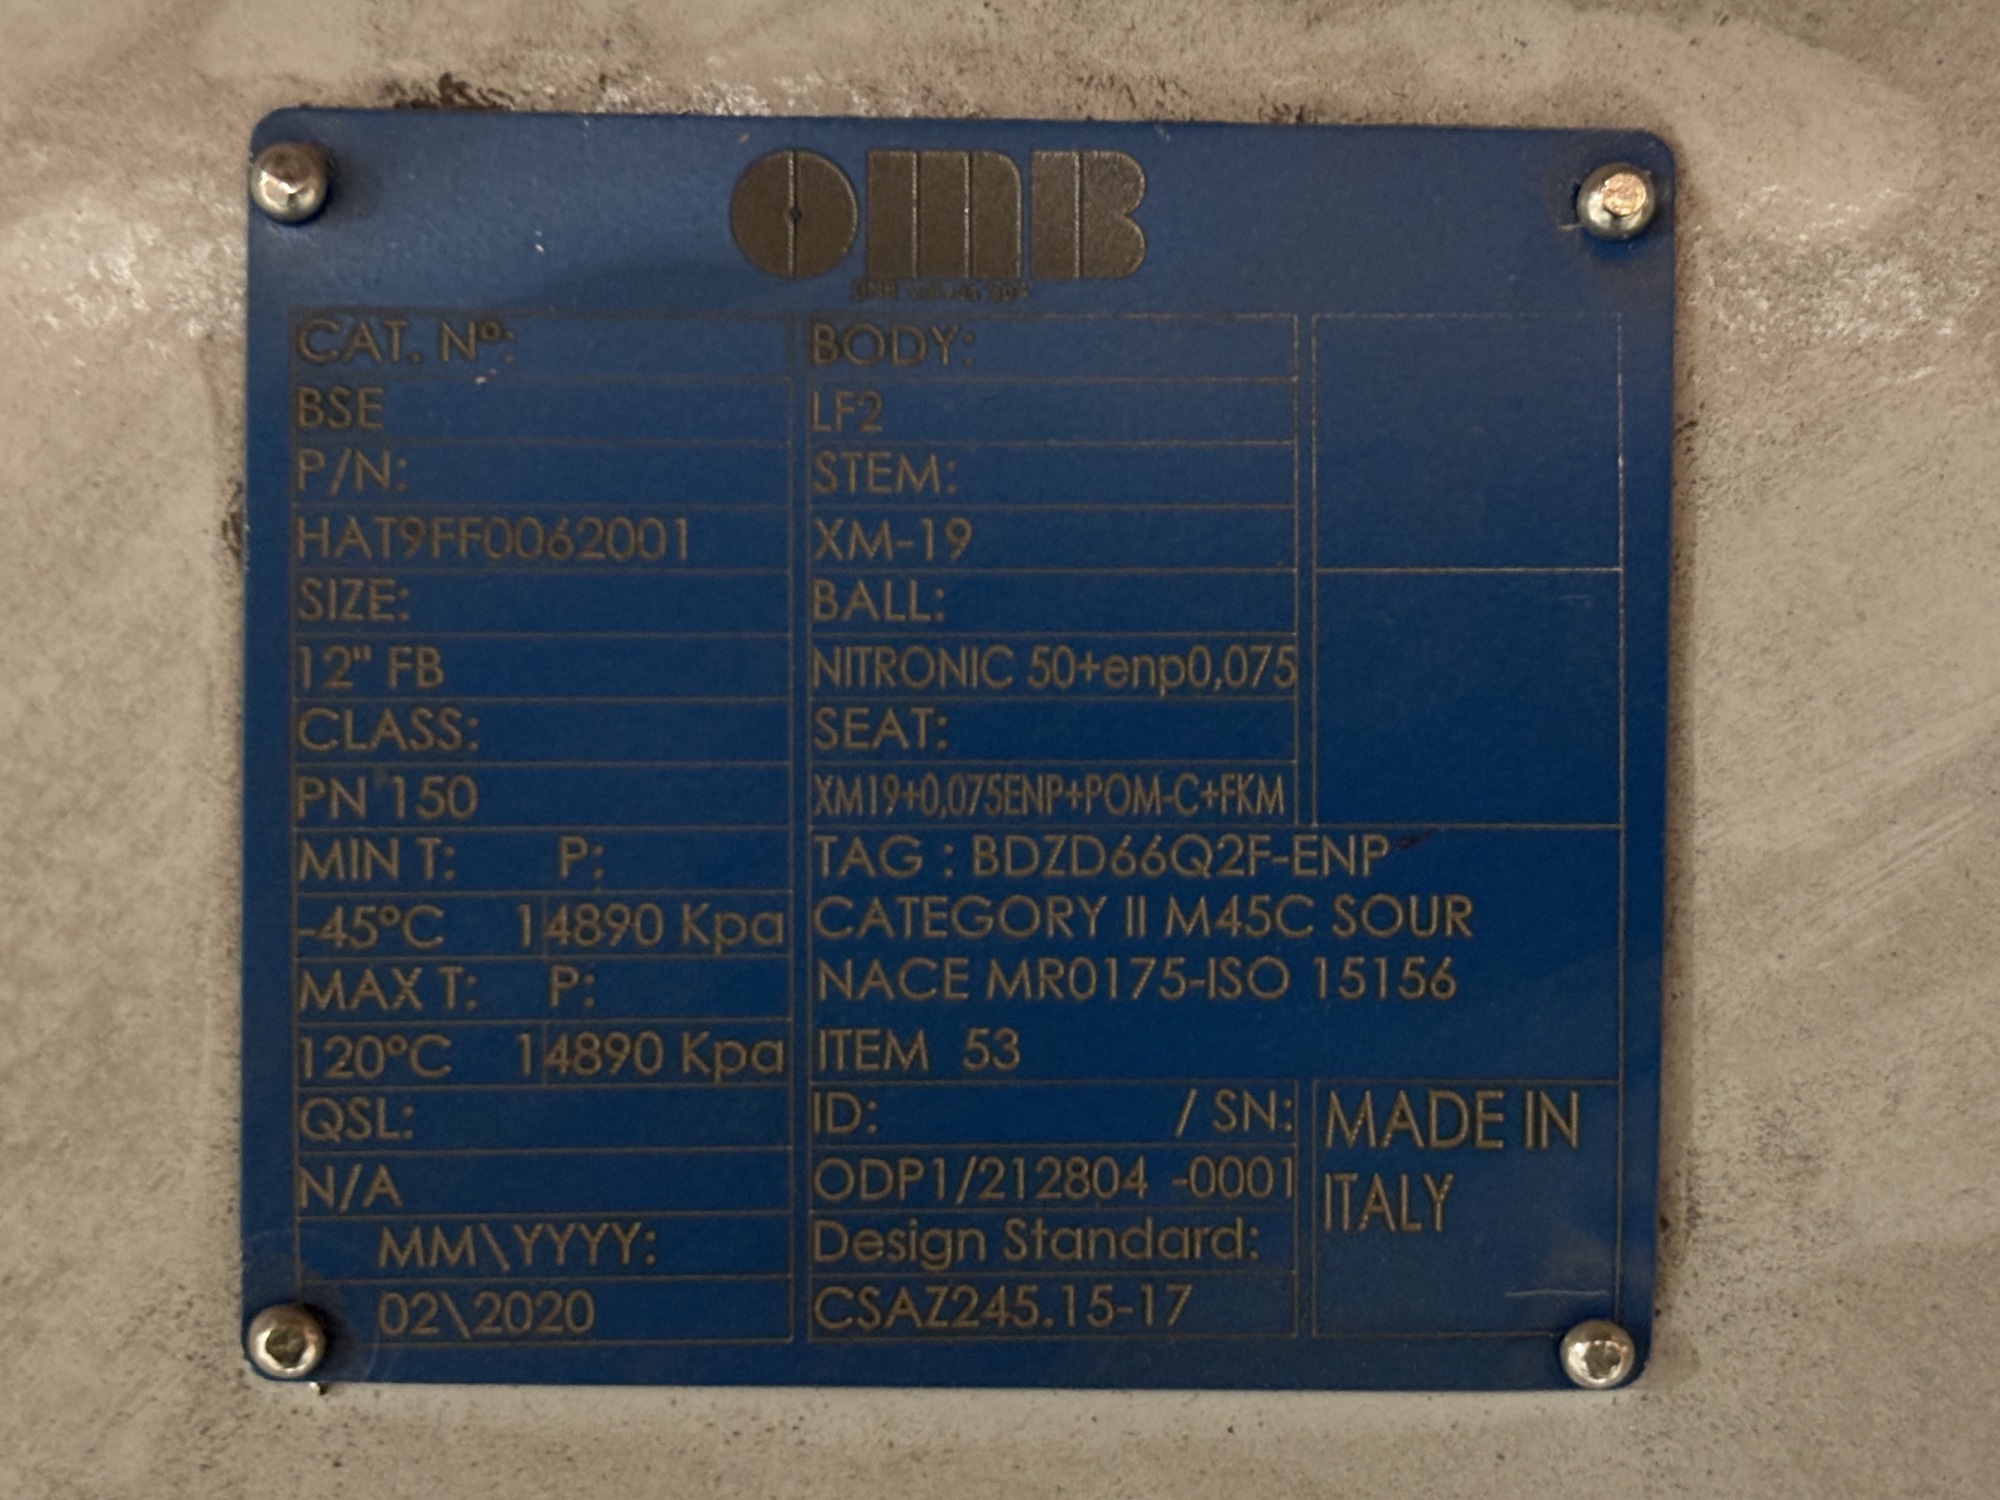 OMB
CAT. Nº:
BSE
P/N:
HAT9FF0062001
SIZE:
12" FB
CLASS:
PN 150
MIN T: P:
-45°C 14890 Kpa
MAX T: P:
120°C 14890 Kpa
QSL:
N/A
MM\YYYY:
02\2020
BODY:
LF2
STEM:
XM-19
BALL:
NITRONIC 50+enp0,075
SEAT:
XM19+0,075ENP+POM-C+FKM
TAG : BDZD66Q2F-ENP
CATEGORY II M45C SOUR
NACE MR0175-ISO 15156
ITEM 53
ID: / SN:
ODP1/212804 -0001
Design Standard:
CSAZ245.15-17
MADE IN
ITALY